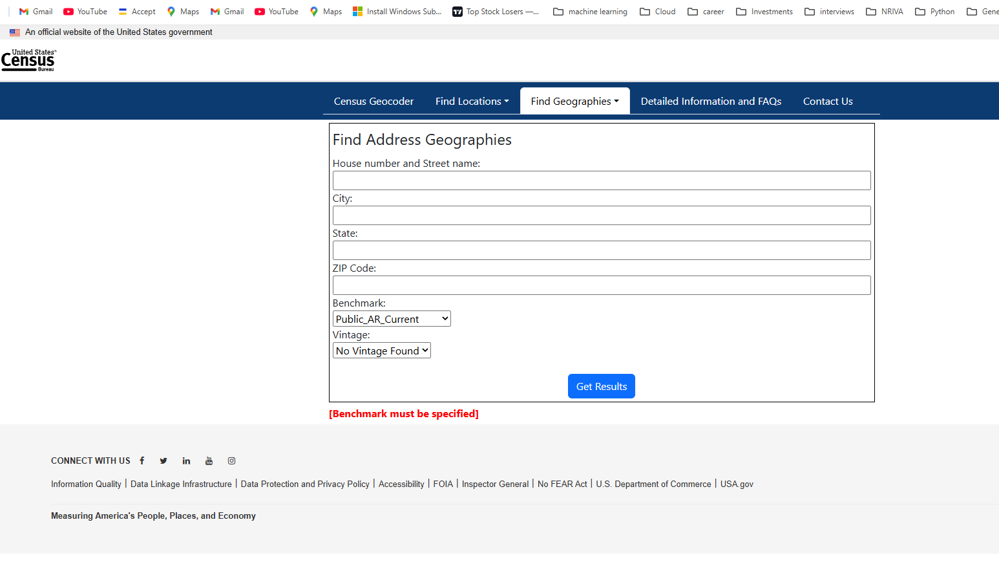 Gmail YouTube Accept Maps Gmail YouTube Maps Install Windows Sub... Top Stock Losers —... machine learning Cloud career Investments interviews NRIVA Python Gene
An official website of the United States government
United States®
Census
Bureau
Census Geocoder Find Locations Find Geographies Detailed Information and FAQs Contact Us
Find Address Geographies
House number and Street name:
City:
State:
ZIP Code:
Benchmark:
Public_AR_Current
Vintage:
No Vintage Found
Get Results
[Benchmark must be specified]
CONNECT WITH US
Information Quality | Data Linkage Infrastructure | Data Protection and Privacy Policy | Accessibility | FOIA | Inspector General | No FEAR Act | U.S. Department of Commerce | USA.gov
Measuring America's People, Places, and Economy